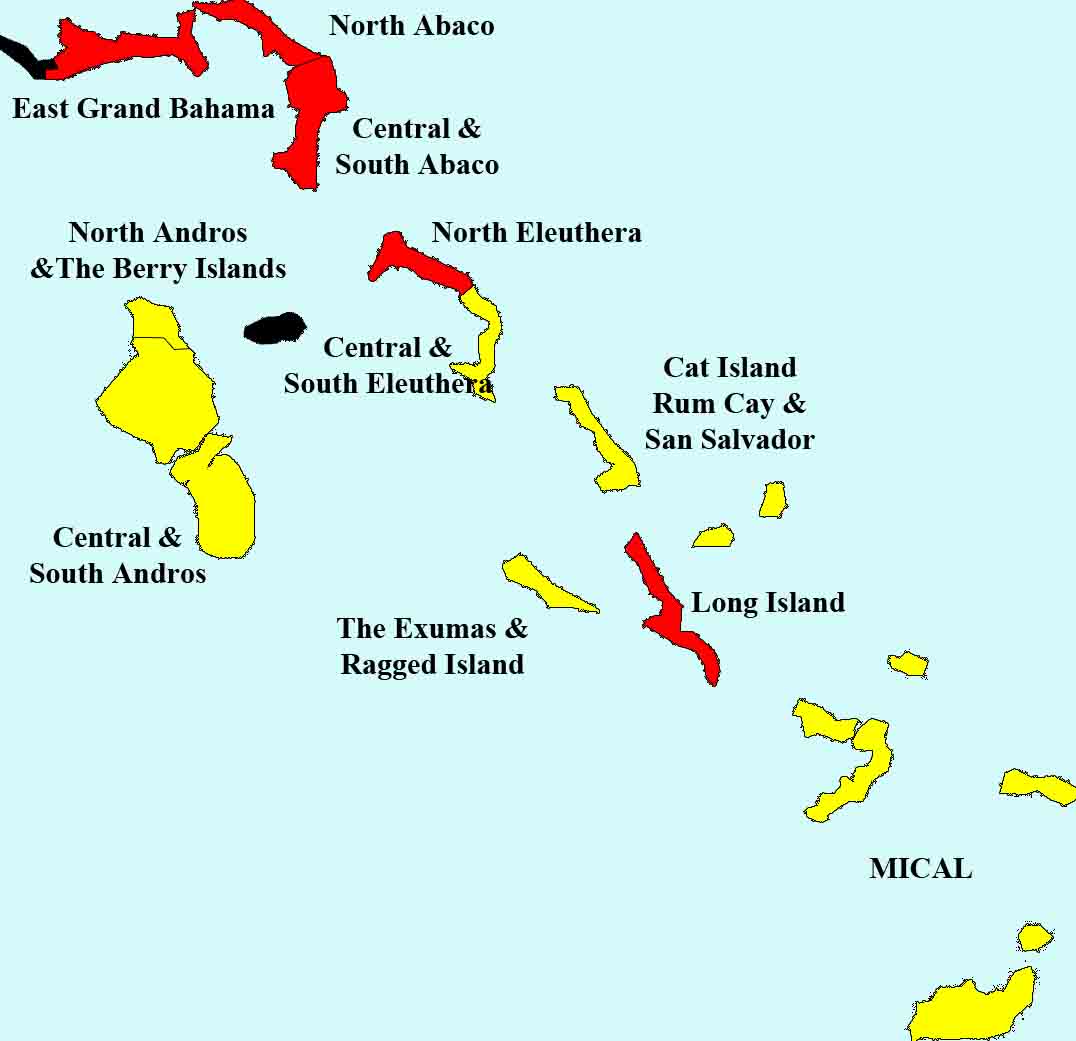 North Abaco
East Grand Bahama
Central &
South Abaco
North Andros
&The Berry Islands
North Eleuthera
Central &
South Eleuthera
Cat Island
Rum Cay &
San Salvador
Central &
South Andros
Long Island
The Exumas &
Ragged Island
MICAL